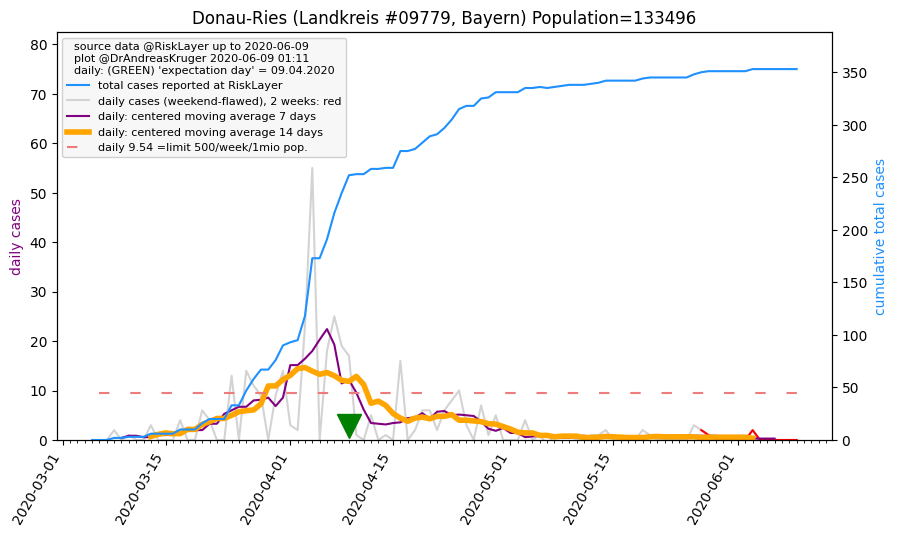 Donau-Ries (Landkreis #09779, Bayern) Population=133496
source data @RiskLayer up to 2020-06-09
plot @DrAndreasKruger 2020-06-09 01:11
daily: (GREEN) 'expectation day' = 09.04.2020
total cases reported at RiskLayer
daily cases (weekend-flawed), 2 weeks: red
daily: centered moving average 7 days
daily: centered moving average 14 days
daily 9.54 =limit 500/week/1mio pop.
daily cases
80
70
60
50
40
30
20
10
0
cumulative total cases
350
300
250
200
150
100
50
0
2020-03-01
2020-03-15
2020-04-01
2020-04-15
2020-05-01
2020-05-15
2020-06-01